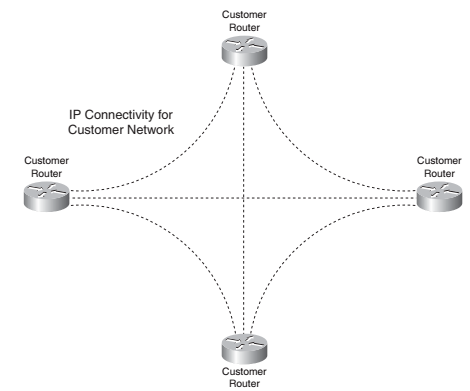 Customer
Router
IP Connectivity for
Customer Network
Customer
Router
Customer
Router
Customer
Router